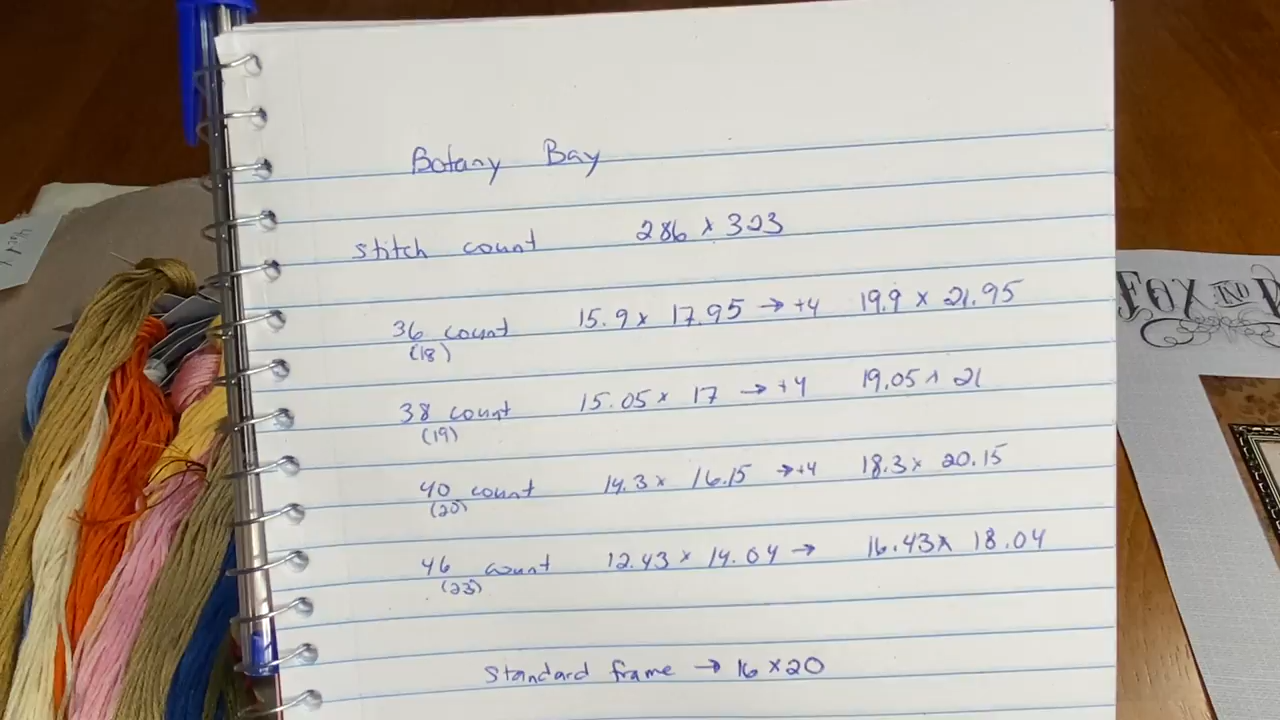 Botany Bay
Stitch count 286 x 323
36 count 15.9 x 17.95 → +4 19.9 x 21.95
(18)
38 count 15.05 x 17 → +4 19.05 x 21
(19)
40 count 14.3 x 16.15 → +4 18.3 x 20.15
(20)
46 count 12.43 x 14.04 → 16.43 x 18.04
(23)
Standard frame → 16 x 20
FOX AND